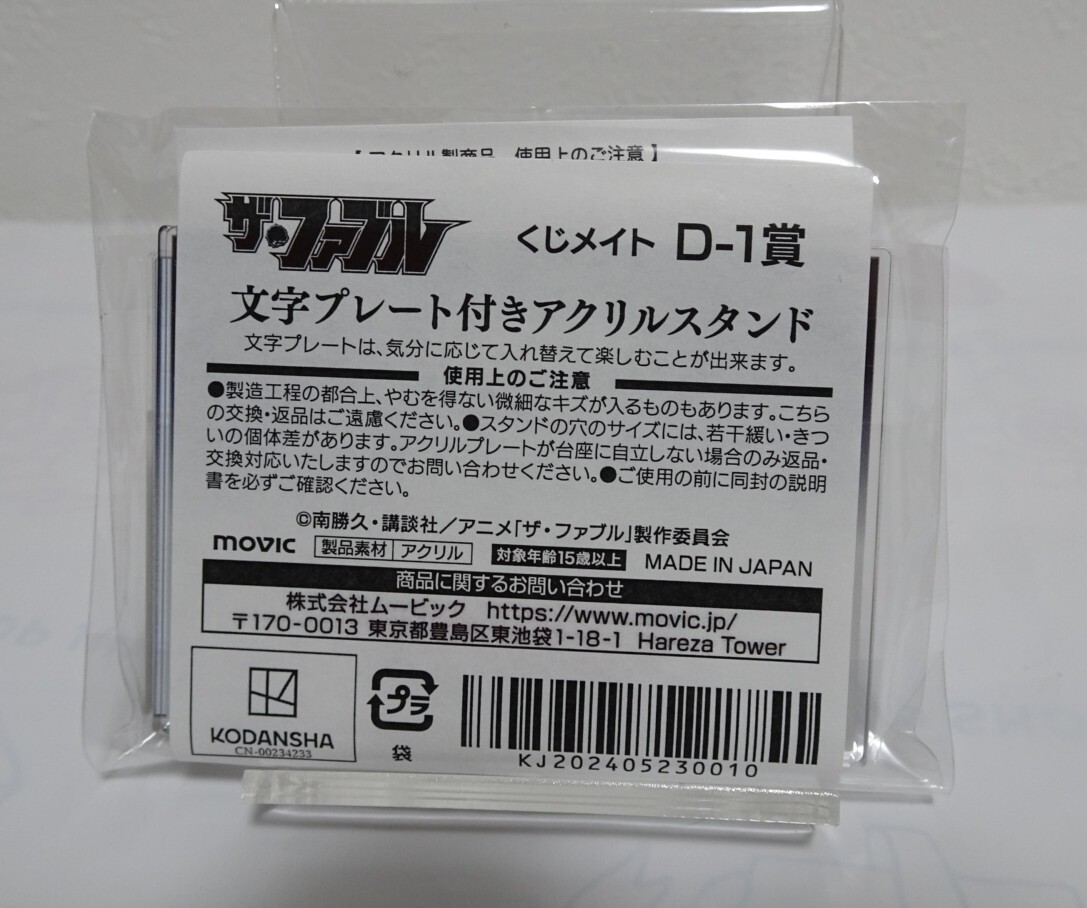 【アクリル製商品 使用上のご注意】
ザ・ファブル
くじメイト D-1賞
文字プレート付きアクリルスタンド
文字プレートは、気分に応じて入れ替えて楽しむことが出来ます。
使用上のご注意
●製造工程の都合上、やむを得ない微細なキズが入るものもあります。こちら
の交換・返品はご遠慮ください。●スタンドの穴のサイズには、若干緩い・きつ
いの個体差があります。アクリルプレートが台座に自立しない場合のみ返品・
交換対応いたしますのでお問い合わせください。●ご使用の前に同封の説明
書を必ずご確認ください。
©南勝久・講談社／アニメ「ザ・ファブル」製作委員会
movic 製品素材 アクリル 対象年齢15歳以上 MADE IN JAPAN
商品に関するお問い合わせ
株式会社ムービック https://www.movic.jp/
〒170-0013 東京都豊島区東池袋1-18-1 Hareza Tower
KODANSHA
CN-00234233
プラ
袋
KJ202405230010